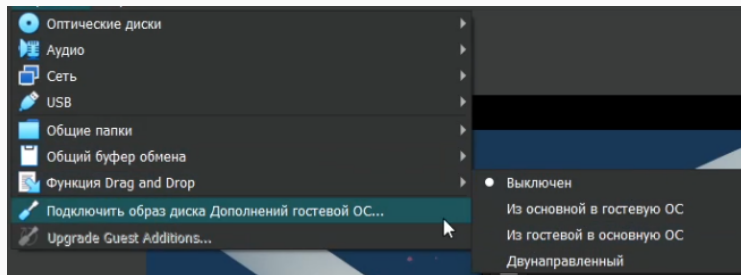 Оптические диски
Аудио
Сеть
USB
Общие папки
Общий буфер обмена
Функция Drag and Drop
Подключить образ диска Дополнений гостевой ОС...
Upgrade Guest Additions...
Выключен
Из основной в гостевую ОС
Из гостевой в основную ОС
Двунаправленный